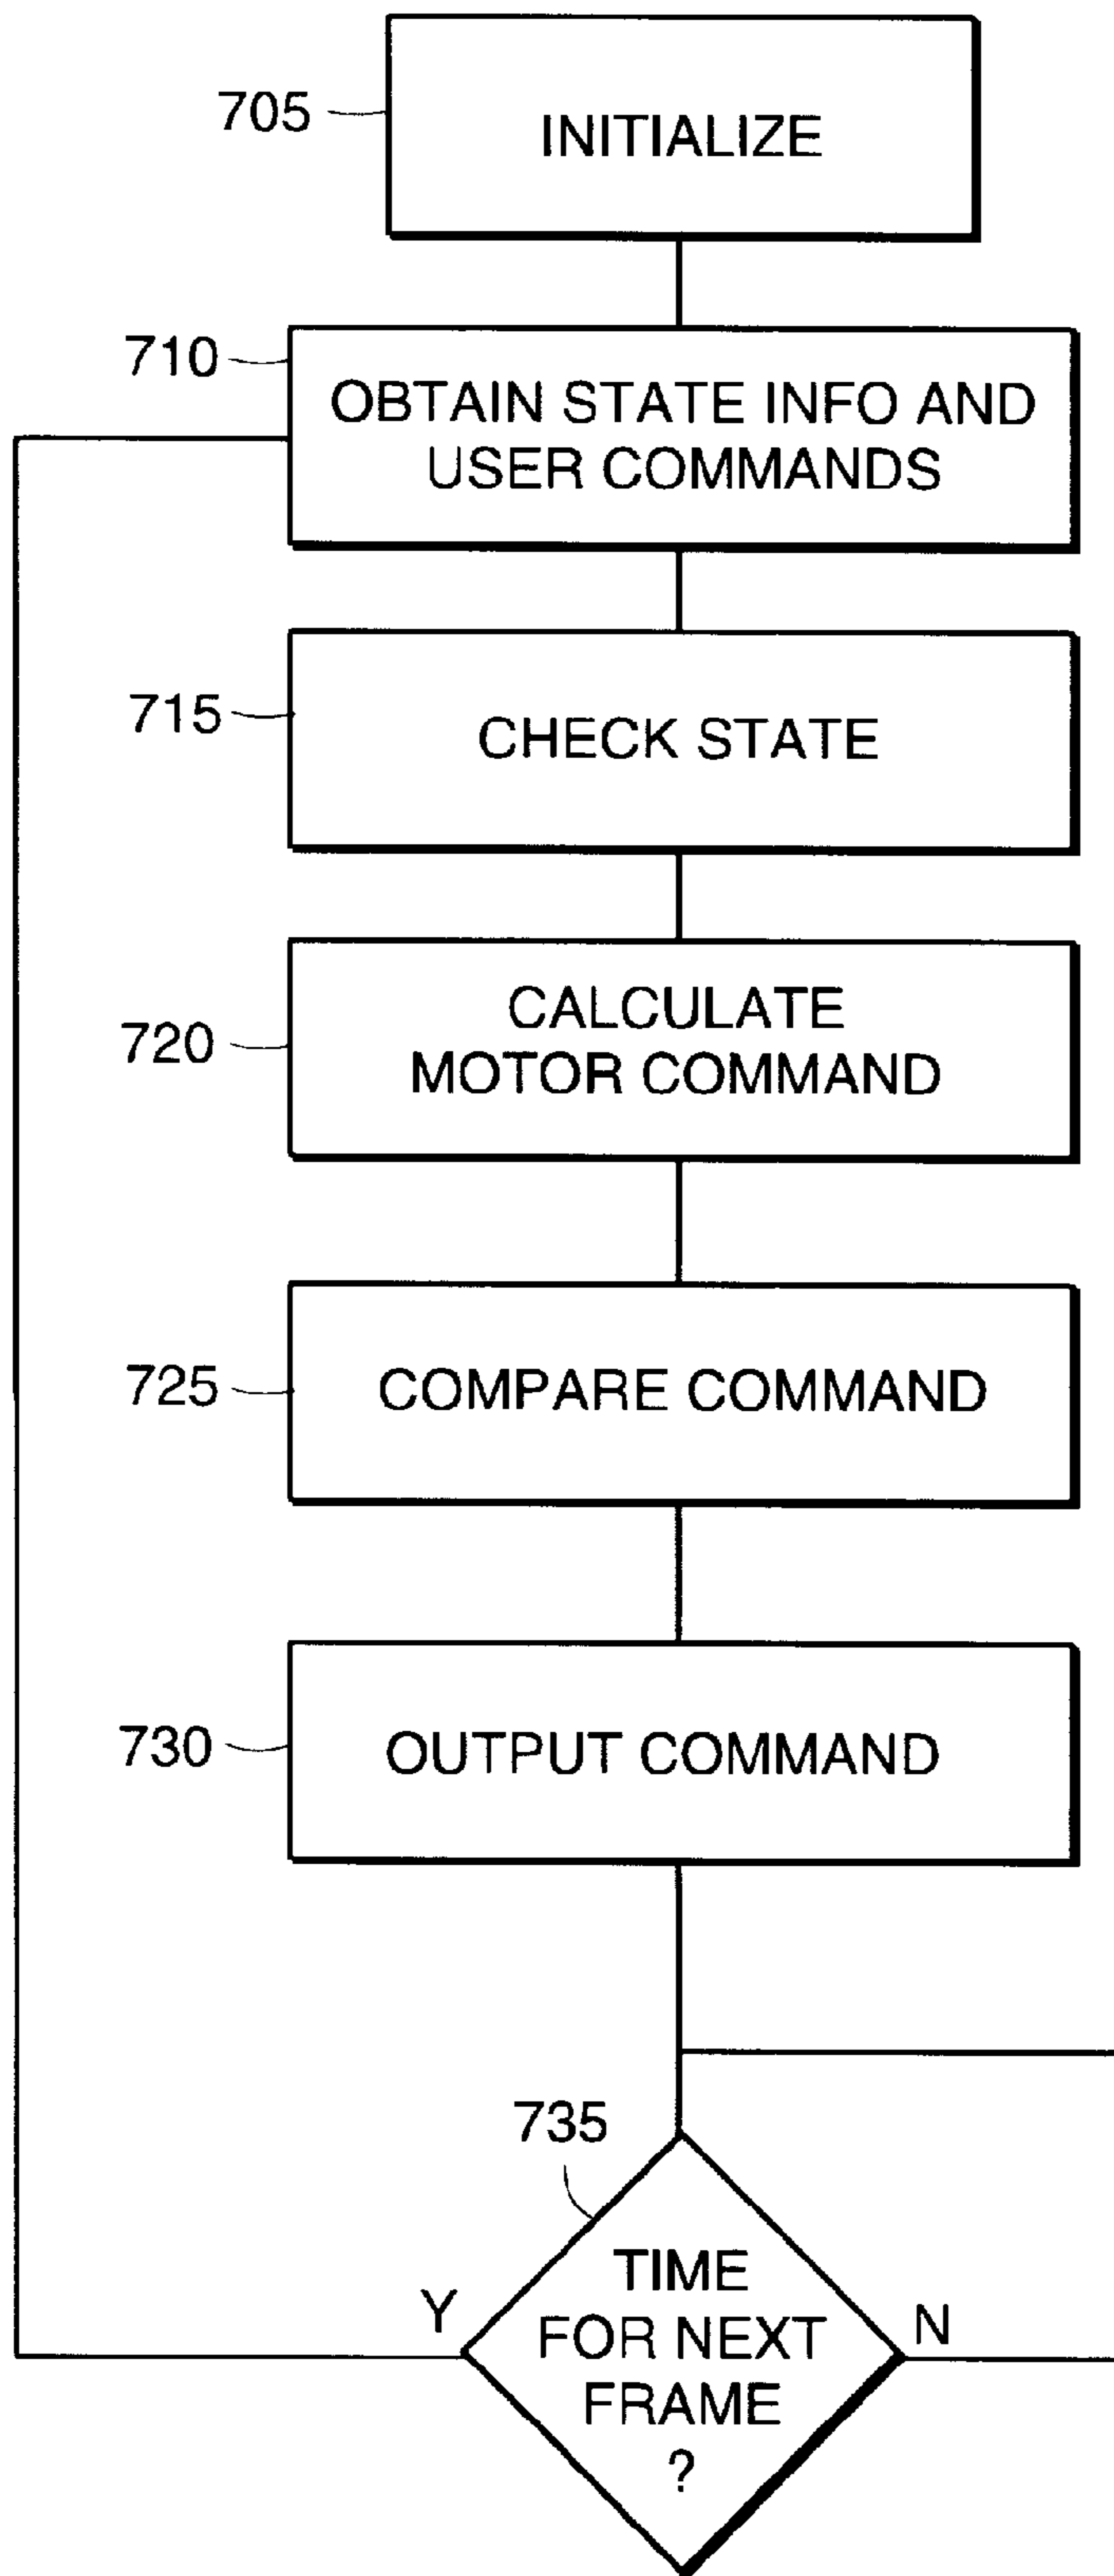 705
INITIALIZE
710
OBTAIN STATE INFO AND
USER COMMANDS
715
CHECK STATE
720
CALCULATE
MOTOR COMMAND
725
COMPARE COMMAND
730
OUTPUT COMMAND
735
TIME
FOR NEXT
FRAME
?
Y
N